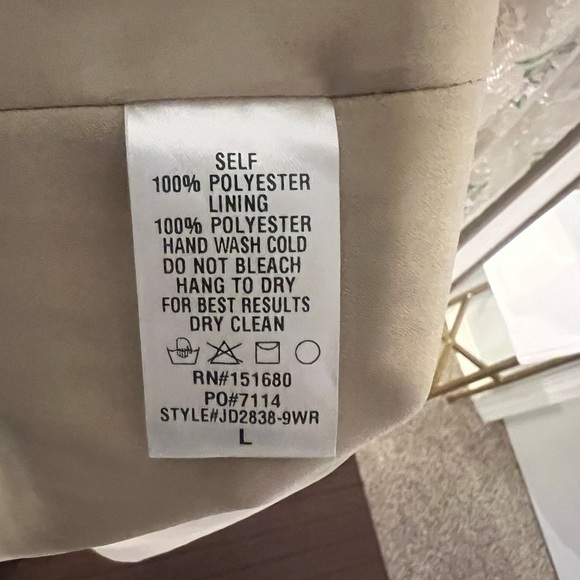 SELF
100% POLYESTER
LINING
100% POLYESTER
HAND WASH COLD
DO NOT BLEACH
HANG TO DRY
FOR BEST RESULTS
DRY CLEAN
RN#151680
PO#7114
STYLE#JD2838-9WR
L